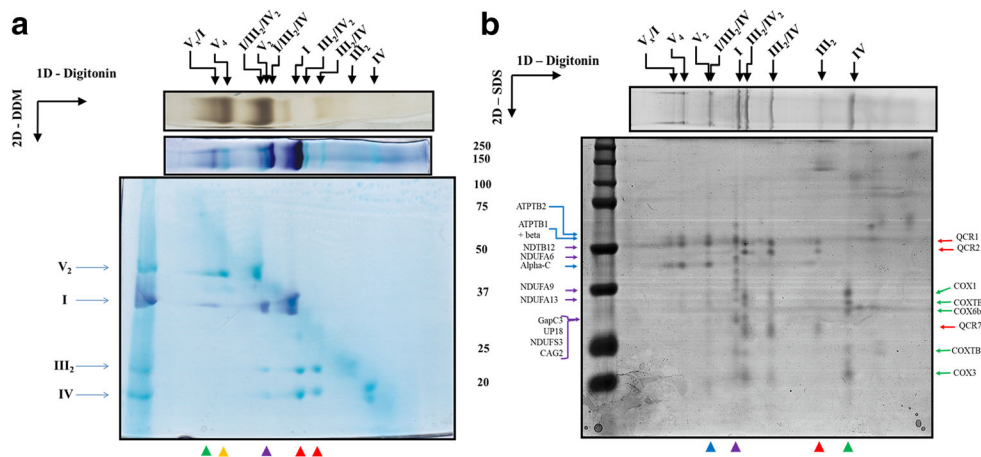 a
Vx/I
V4
I/III2/IV2
V2
I/III2/IV
I
III2/IV2
III2/IV
III2
IV
1D - Digitonin
2D - DDM
V2
I
III2
IV
b
Vx/I
V4
V2
I/III2/IV
I
III2/IV2
III2/IV
III2
IV
1D – Digitonin
2D – SDS
250
150
100
75
50
37
25
20
ATPTB2
ATPTB1
+ beta
NDTB12
NDUFA6
Alpha-C
NDUFA9
NDUFA13
GapC3
UP18
NDUFS3
CAG2
QCR1
QCR2
COX1
COXTE
COX6b
QCR7
COXTB
COX3